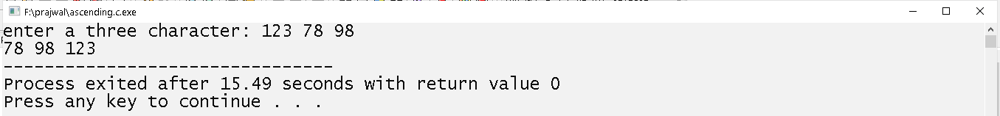 F:\prajwal\ascending.c.exe
enter a three character: 123 78 98
78 98 123
--------------------------------
Process exited after 15.49 seconds with return value 0
Press any key to continue . . .